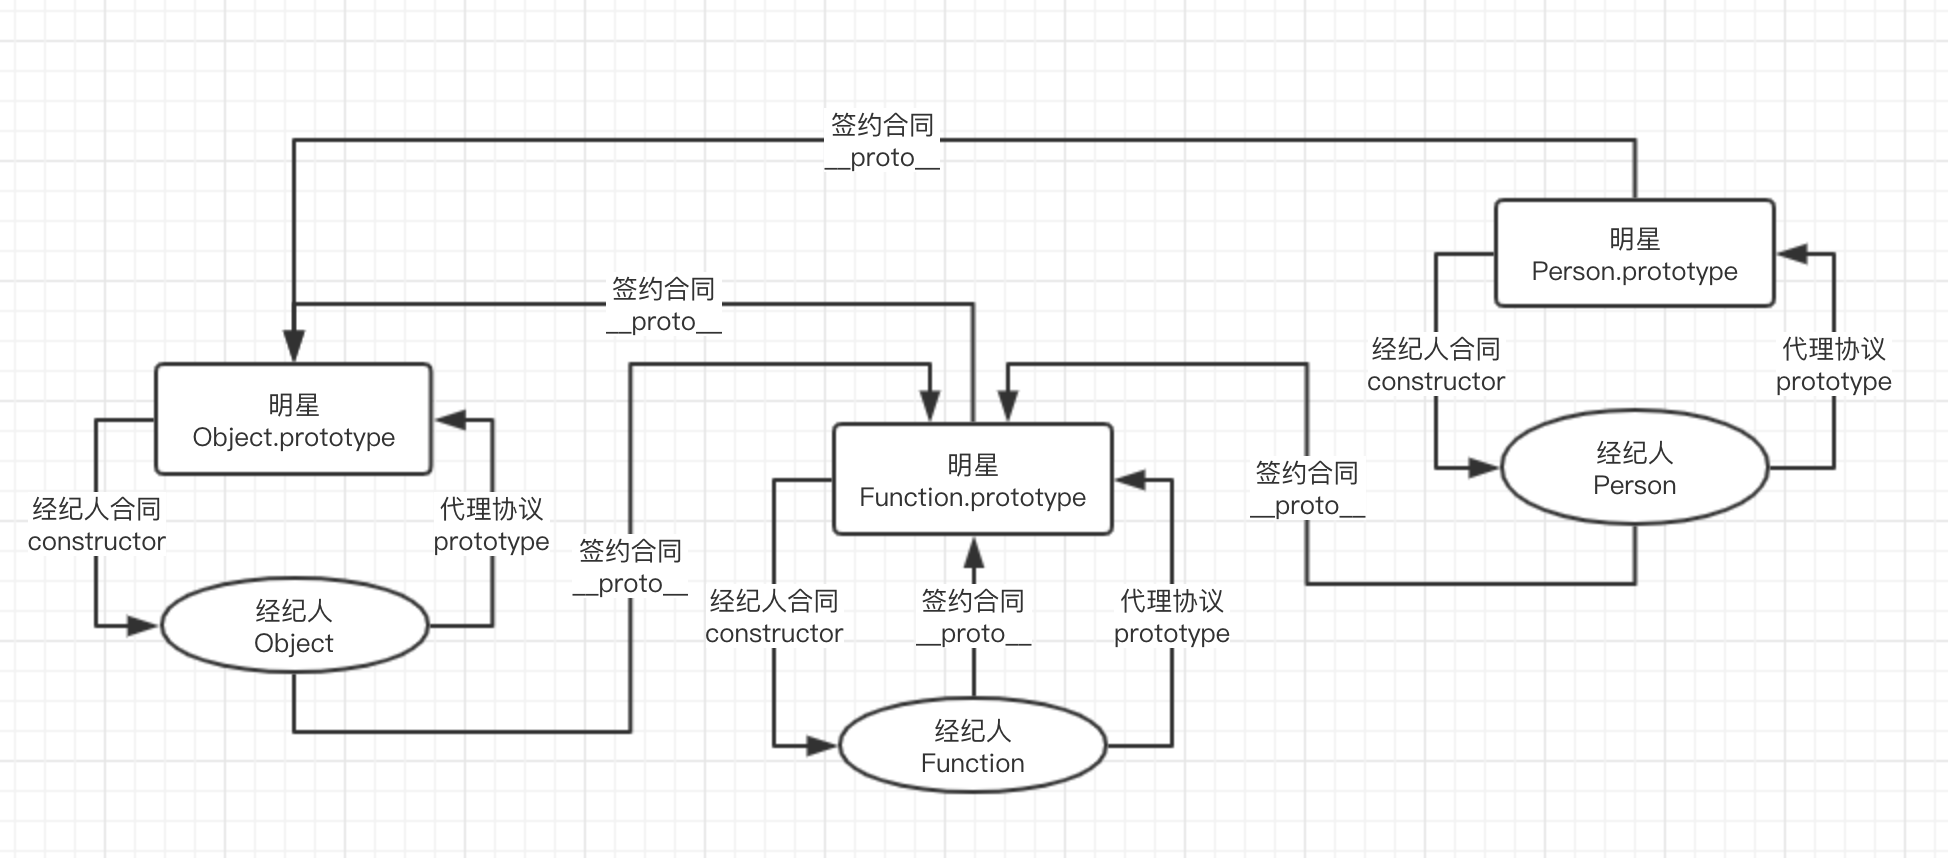 签约合同
__proto__
明星
Person.prototype
签约合同
__proto__
经纪人合同
constructor
代理协议
prototype
明星
Object.prototype
明星
Function.prototype
经纪人
Person
签约合同
__proto__
经纪人合同
constructor
代理协议
prototype
签约合同
__proto__
经纪人
Object
经纪人合同
constructor
签约合同
__proto__
代理协议
prototype
经纪人
Function